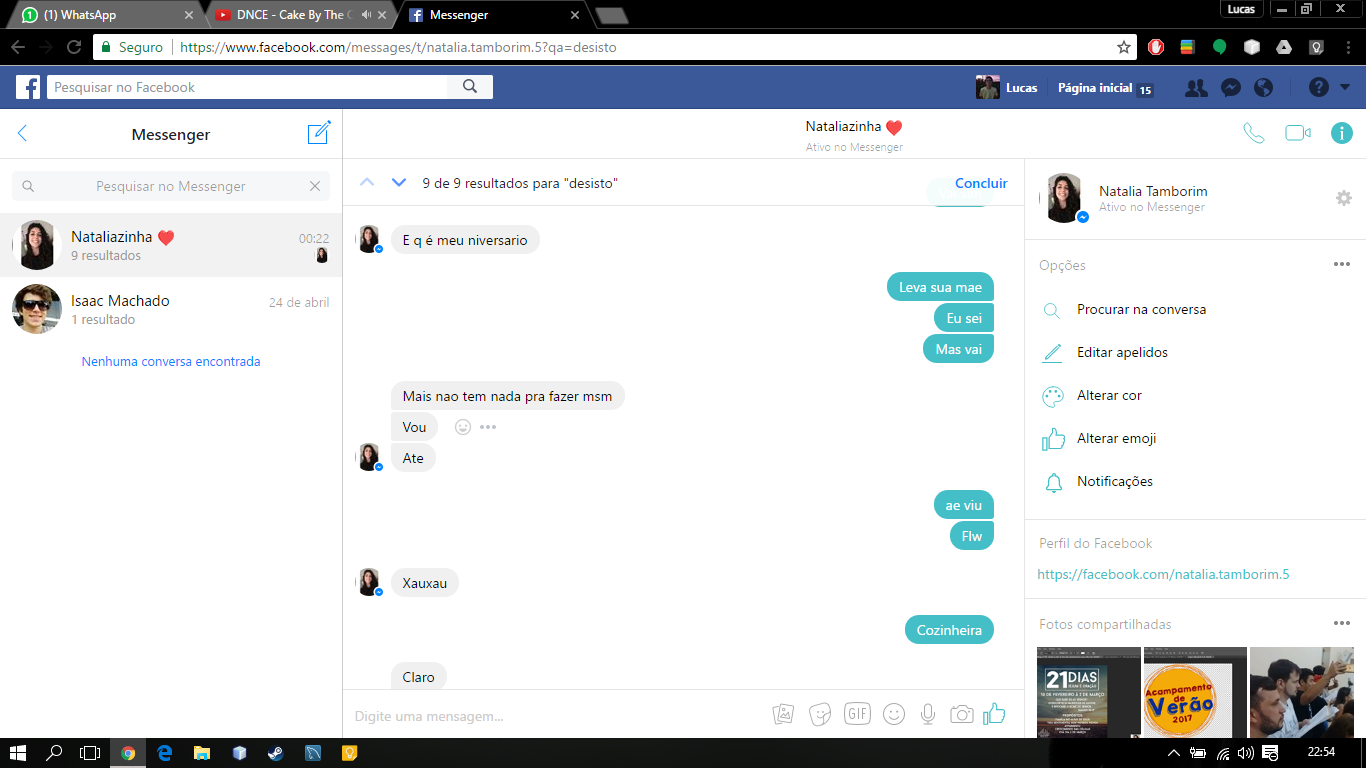 (1) WhatsApp
DNCE - Cake By The
Messenger
Lucas
Seguro
https://www.facebook.com/messages/t/natalia.tamborim.5?qa=desisto
Pesquisar no Facebook
Lucas
Página inicial 15
Messenger
Pesquisar no Messenger
Nataliazinha ❤️
00:22
9 resultados
Isaac Machado
24 de abril
1 resultado
Nenhuma conversa encontrada
Nataliazinha ❤️
Ativo no Messenger
9 de 9 resultados para "desisto"
Concluir
E q é meu niversario
Leva sua mae
Eu sei
Mas vai
Mais nao tem nada pra fazer msm
Vou
Ate
ae viu
Flw
Xauxau
Cozinheira
Claro
uma mensagem...
GIF
Natalia Tamborim
Ativo no Messenger
Opções
Procurar na conversa
Editar apelidos
Alterar cor
Alterar emoji
Notificações
Perfil do Facebook
https://facebook.com/natalia.tamborim.5
Fotos compartilhadas
21 DIAS
Acampamento
de
Verão
2017
22:54